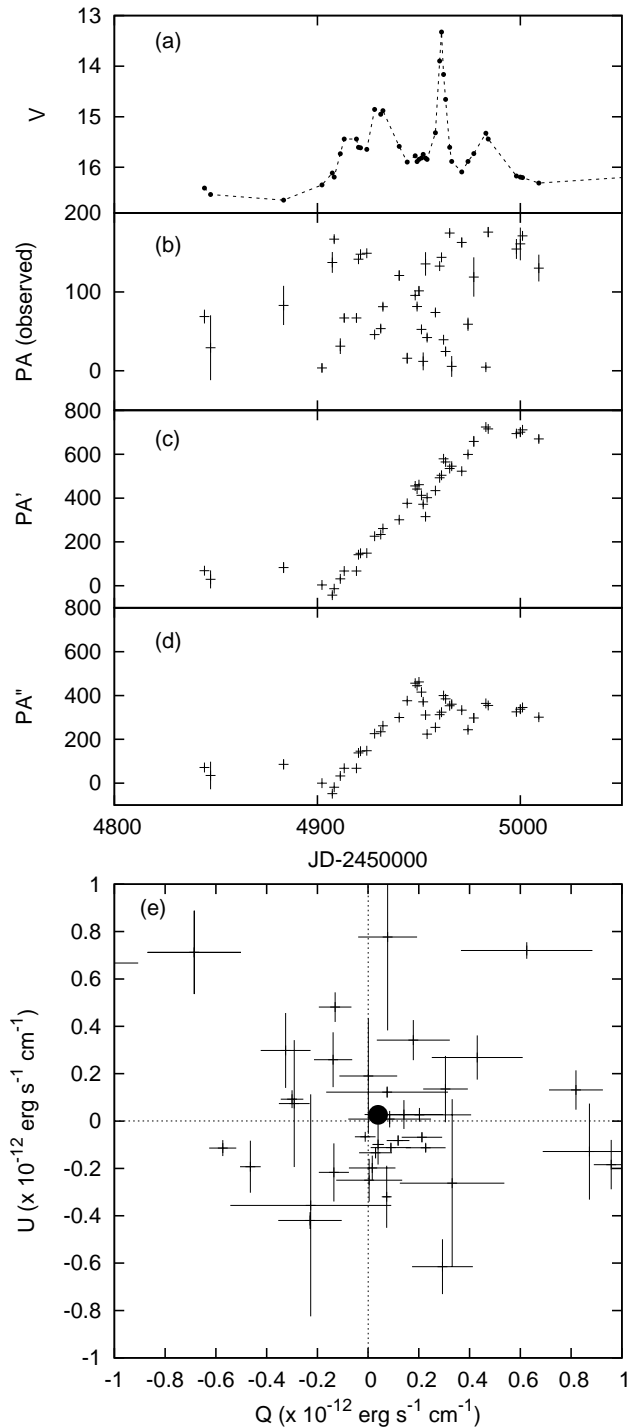 13
14
15
16
V
(a)
200
100
0
PA (observed)
(b)
800
600
400
200
0
PA'
(c)
800
600
400
200
0
PA"
(d)
4800 4900 5000
JD-2450000
1
0.8
0.6
0.4
0.2
0
-0.2
-0.4
-0.6
-0.8
-1
U (x 10⁻¹² erg s⁻¹ cm⁻¹)
(e)
-1 -0.8 -0.6 -0.4 -0.2 0 0.2 0.4 0.6 0.8 1
Q (x 10⁻¹² erg s⁻¹ cm⁻¹)